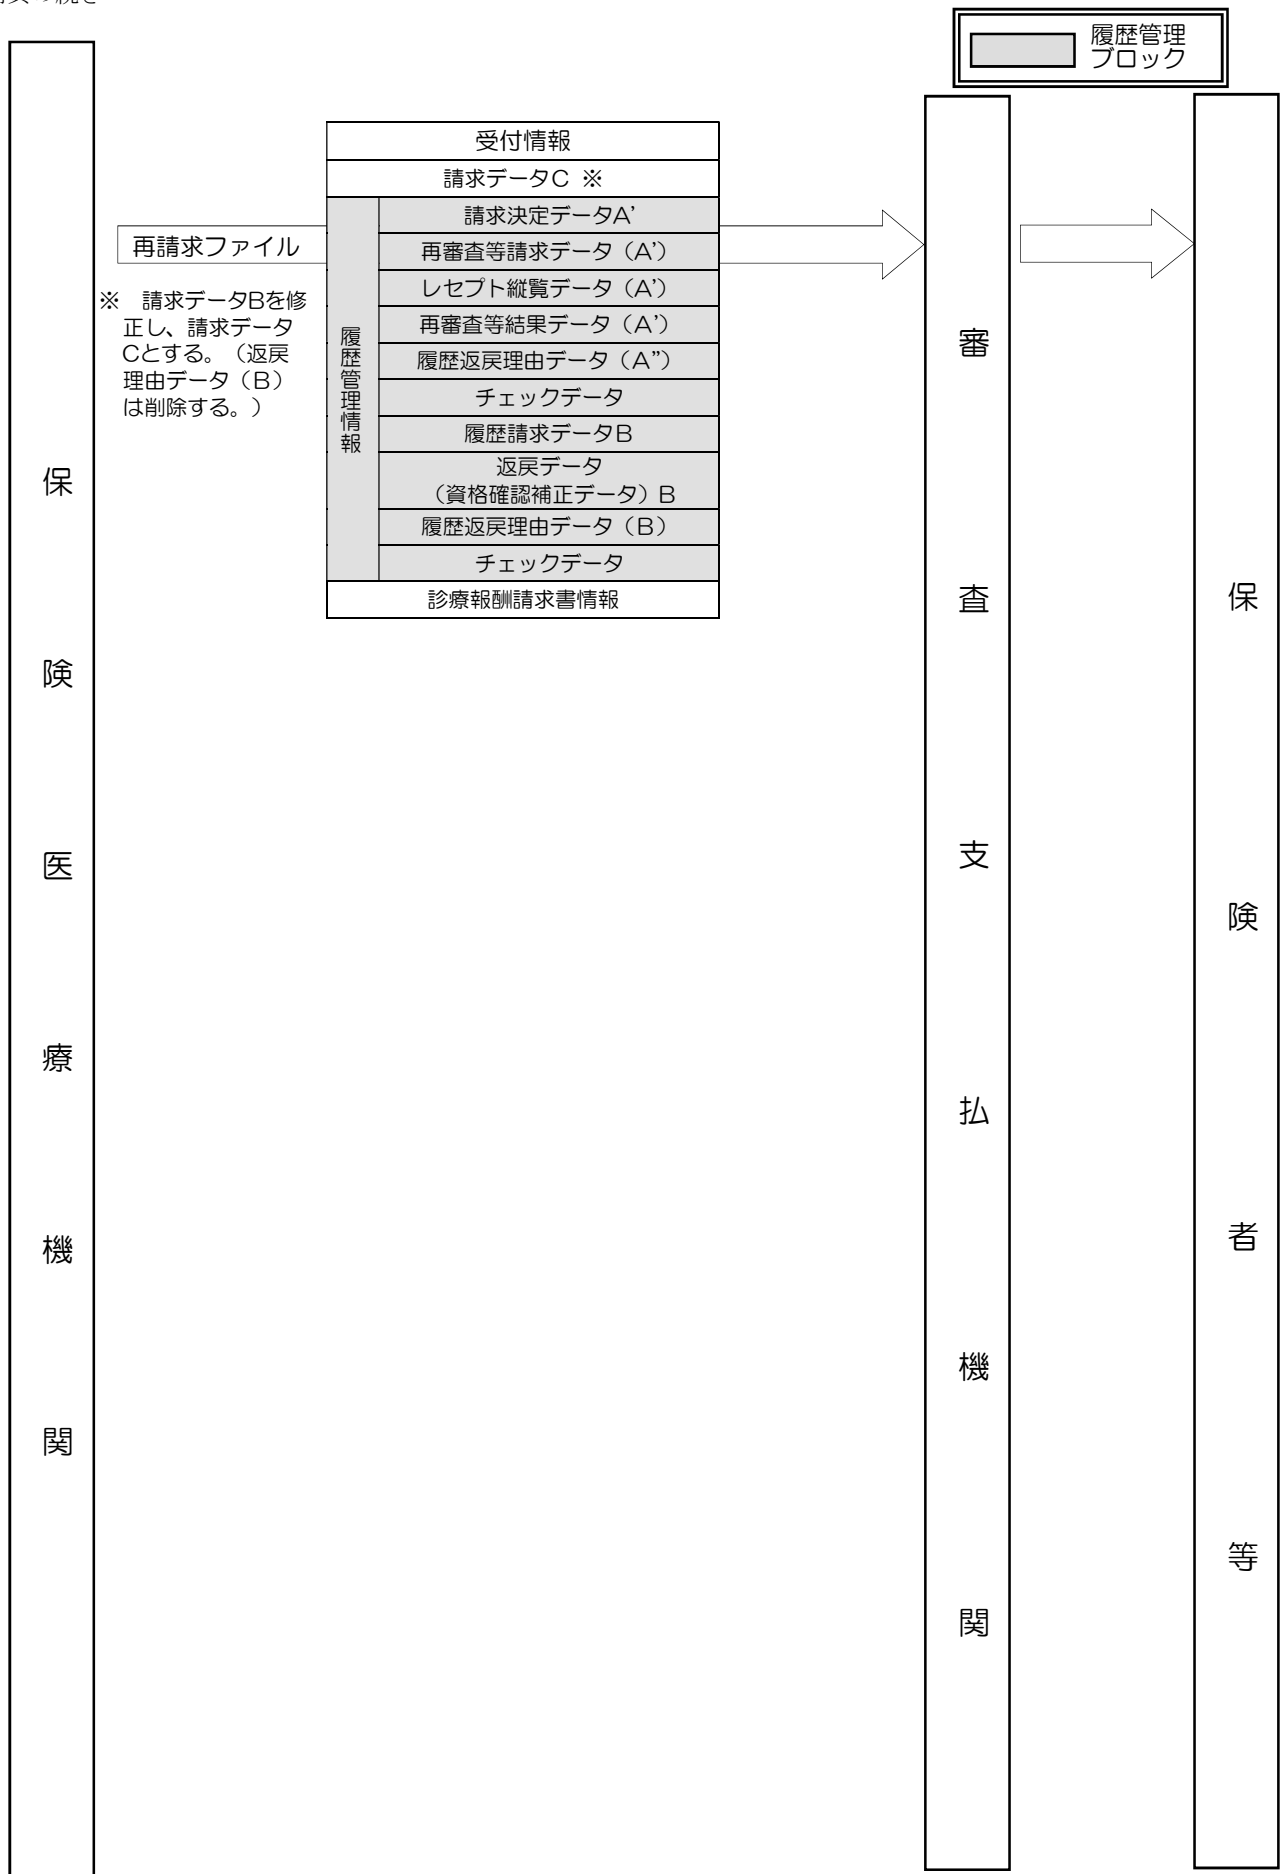 履歴管理
ブロック
受付情報
請求データC ※
請求決定データA’
再審査等請求データ（A’）
レセプト縦覧データ（A’）
再審査等結果データ（A’）
履歴返戻理由データ（A”）
チェックデータ
履歴請求データB
返戻データ
（資格確認補正データ）B
履歴返戻理由データ（B）
チェックデータ
診療報酬請求書情報
履歴管理情報
再請求ファイル
※　請求データBを修
正し、請求データ
Cとする。（返戻
理由データ（B）
は削除する。）
保険医療機関
審査支払機関
保険者等